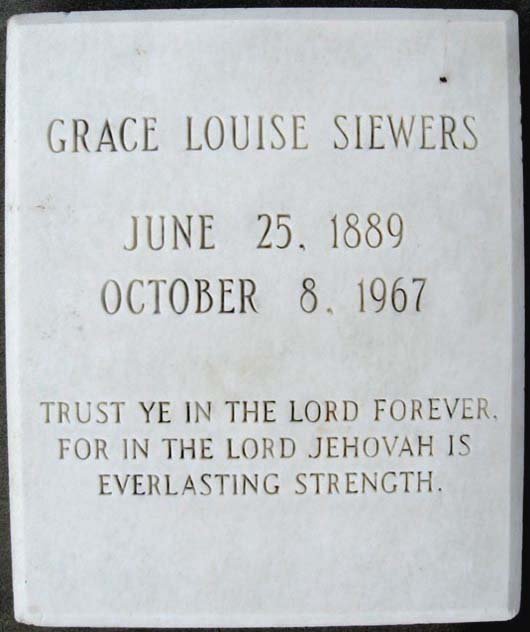 GRACE LOUISE SIEWERS
JUNE 25, 1889
OCTOBER 8, 1967
TRUST YE IN THE LORD FOREVER,
FOR IN THE LORD JEHOVAH IS
EVERLASTING STRENGTH.